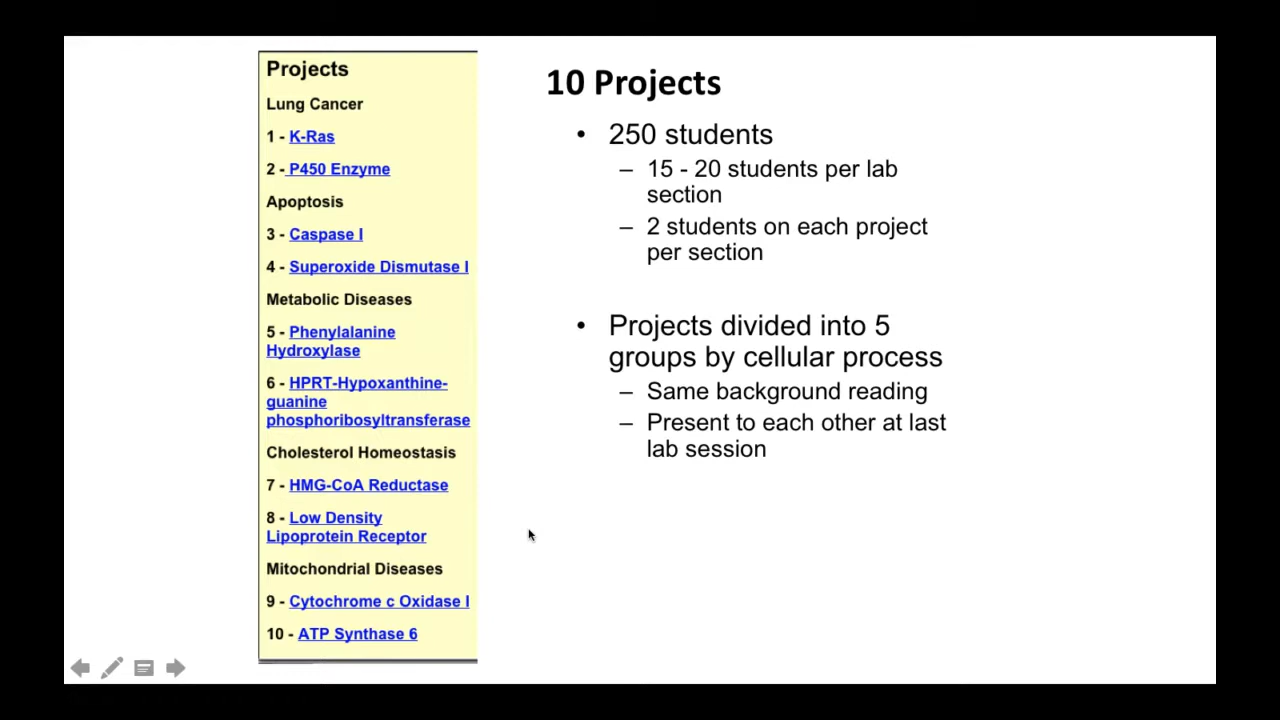 Projects
Lung Cancer
1 - K-Ras
2 - P450 Enzyme
Apoptosis
3 - Caspase I
4 - Superoxide Dismutase I
Metabolic Diseases
5 - Phenylalanine
Hydroxylase
6 - HPRT-Hypoxanthine-
guanine
phosphoribosyltransferase
Cholesterol Homeostasis
7 - HMG-CoA Reductase
8 - Low Density
Lipoprotein Receptor
Mitochondrial Diseases
9 - Cytochrome c Oxidase I
10 - ATP Synthase 6
10 Projects
• 250 students
– 15 - 20 students per lab
section
– 2 students on each project
per section
• Projects divided into 5
groups by cellular process
– Same background reading
– Present to each other at last
lab session